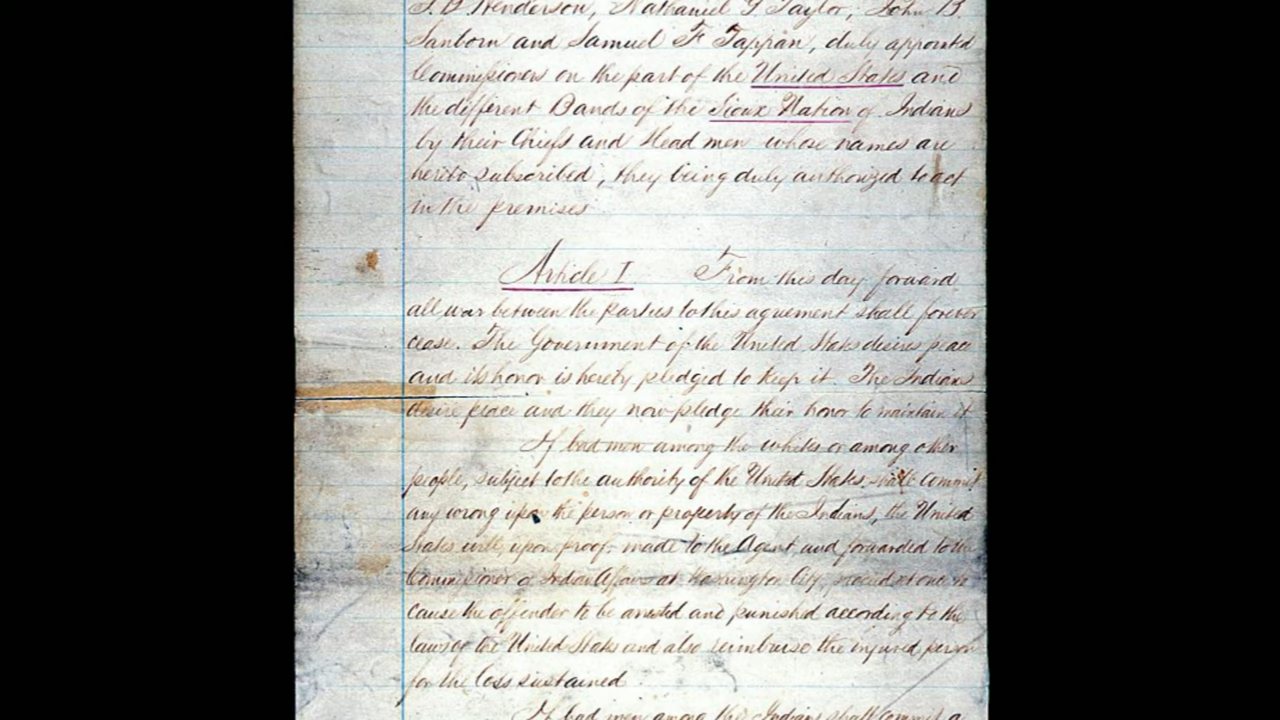 J. B. Henderson, Nathaniel G. Taylor, John B.
Sanborn and Samuel F Tappan, duly appointed
Commissioners on the part of the United States and
the different Bands of the Sioux Nation of Indians
by their Chiefs and Head men whose names are
hereto subscribed, they being duly authorized to act
in the premises
Article I From this day forward
all war between the parties to this agreement shall forever
cease. The Government of the United States desires peace
and its honor is hereby pledged to keep it. The Indians
desire peace and they now pledge their honor to maintain it
If bad men among the whites or among other
people, subject to the authority of the United States shall commit
any wrong upon the person or property of the Indians, the United
States will, upon proof made to the Agent and forwarded to the
Commissioner of Indian Affairs at Washington City, proceed at once to
cause the offender to be arrested and punished according to the
laws of the United States and also reimburse the injured person
for the loss sustained
If bad men among the Indians shall commit a